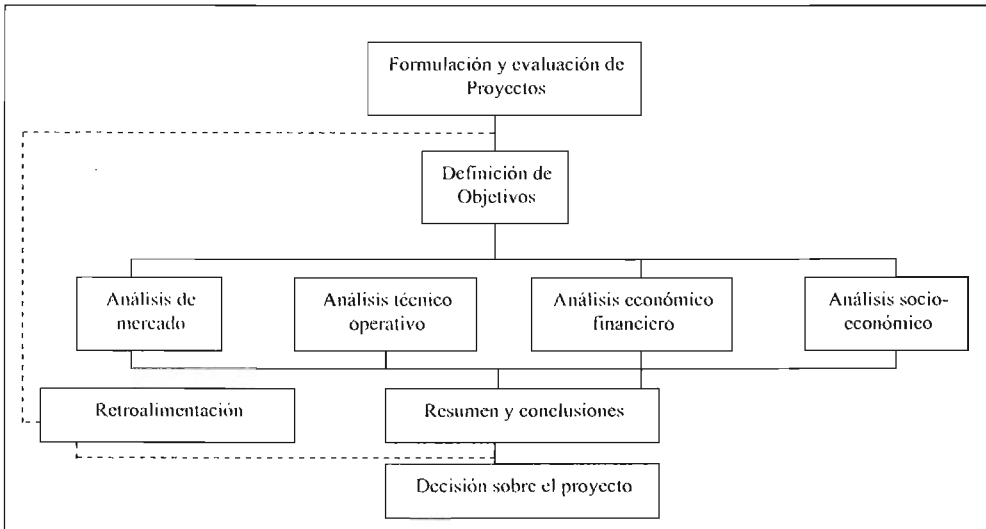 Formulación y evaluación de
Proyectos
Definición de
Objetivos
Análisis de
mercado
Análisis técnico
operativo
Análisis económico
financiero
Análisis socio-
económico
Retroalimentación
Resumen y conclusiones
Decisión sobre el proyecto